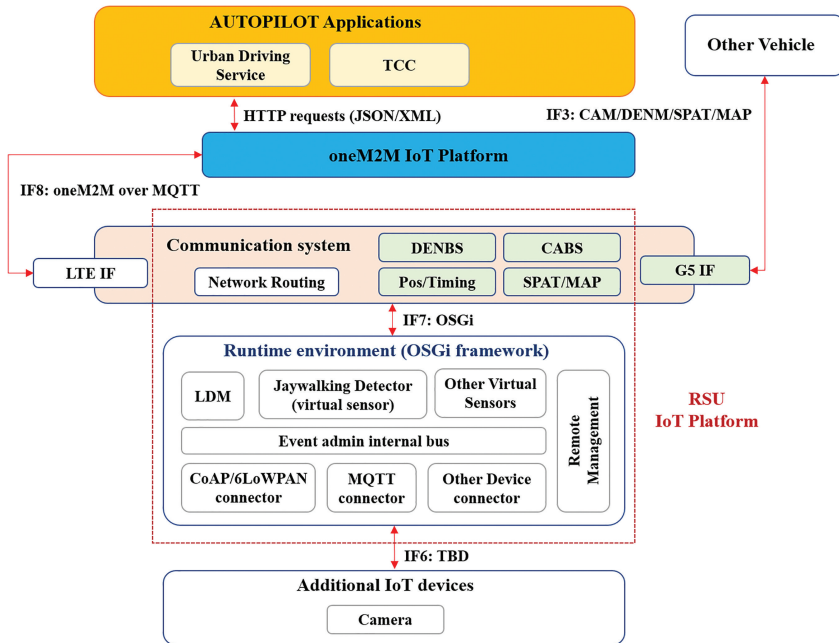 AUTOPILOT Applications
Urban Driving
Service
TCC
Other Vehicle
HTTP requests (JSON/XML)
IF3: CAM/DENM/SPAT/MAP
oneM2M IoT Platform
IF8: oneM2M over MQTT
Communication system
DENBS
CABS
LTE IF
Network Routing
Pos/Timing
SPAT/MAP
G5 IF
IF7: OSGi
Runtime environment (OSGi framework)
LDM
Jaywalking Detector
(virtual sensor)
Other Virtual
Sensors
Remote
Management
RSU
IoT Platform
Event admin internal bus
CoAP/6LoWPAN
connector
MQTT
connector
Other Device
connector
IF6: TBD
Additional IoT devices
Camera